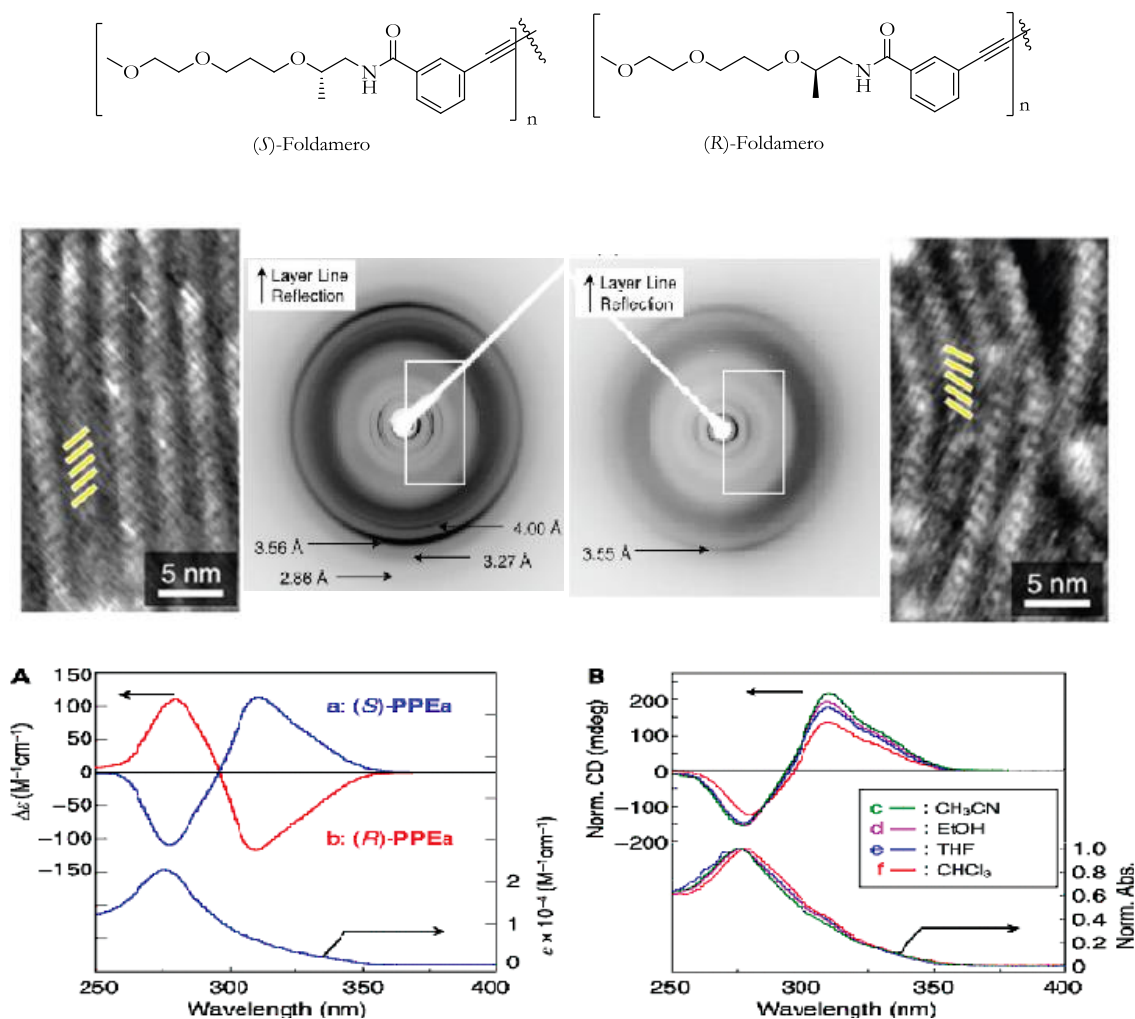 O
N
H
n
(S)-Foldamero
O
N
H
n
(R)-Foldamero
Layer Line
Reflection
4.00 Å
3.56 Å
3.27 Å
2.86 Å
5 nm
Layer Line
Reflection
3.55 Å
5 nm
A
a: (S)-PPEa
b: (R)-PPEa
Δε (M⁻¹cm⁻¹)
150
100
50
0
−50
−100
−150
2
1
0
ε × 10⁻⁴ (M⁻¹cm⁻¹)
250
300
350
400
Wavelength (nm)
B
Norm. CD (mdeg)
200
100
0
−100
−200
c — : CH₃CN
d — : EtOH
e — : THF
f — : CHCl₃
1.0
0.8
0.6
0.4
0.2
0
Norm. Abs.
250
300
350
400
Wavelength (nm)